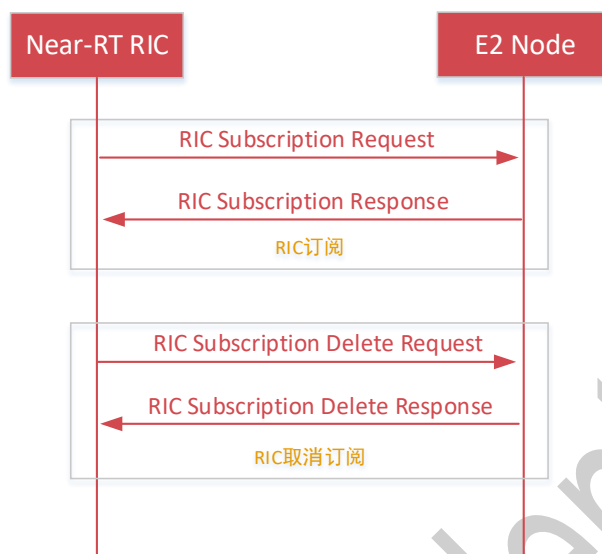 Near-RT RIC
E2 Node
RIC Subscription Request
RIC Subscription Response
RIC订阅
RIC Subscription Delete Request
RIC Subscription Delete Response
RIC取消订阅